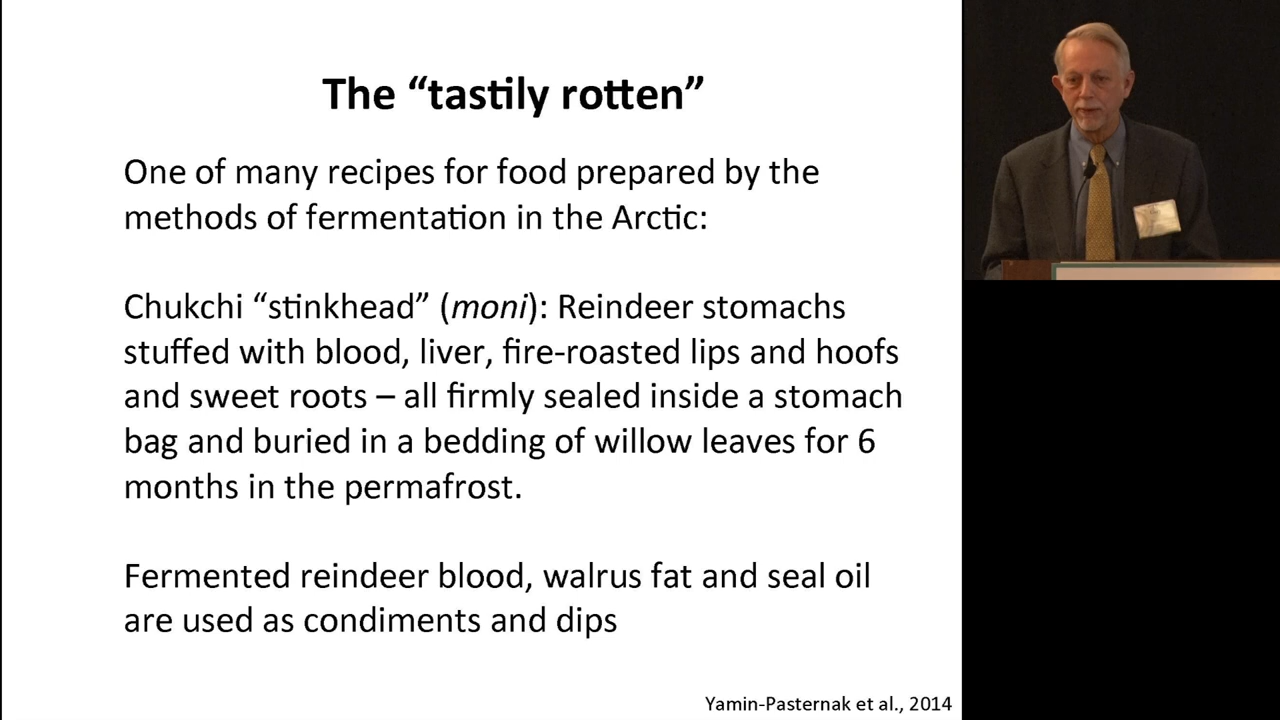 The “tastily rotten”
One of many recipes for food prepared by the
methods of fermentation in the Arctic:
Chukchi “stinkhead” (moni): Reindeer stomachs
stuffed with blood, liver, fire-roasted lips and hoofs
and sweet roots – all firmly sealed inside a stomach
bag and buried in a bedding of willow leaves for 6
months in the permafrost.
Fermented reindeer blood, walrus fat and seal oil
are used as condiments and dips
Yamin-Pasternak et al., 2014